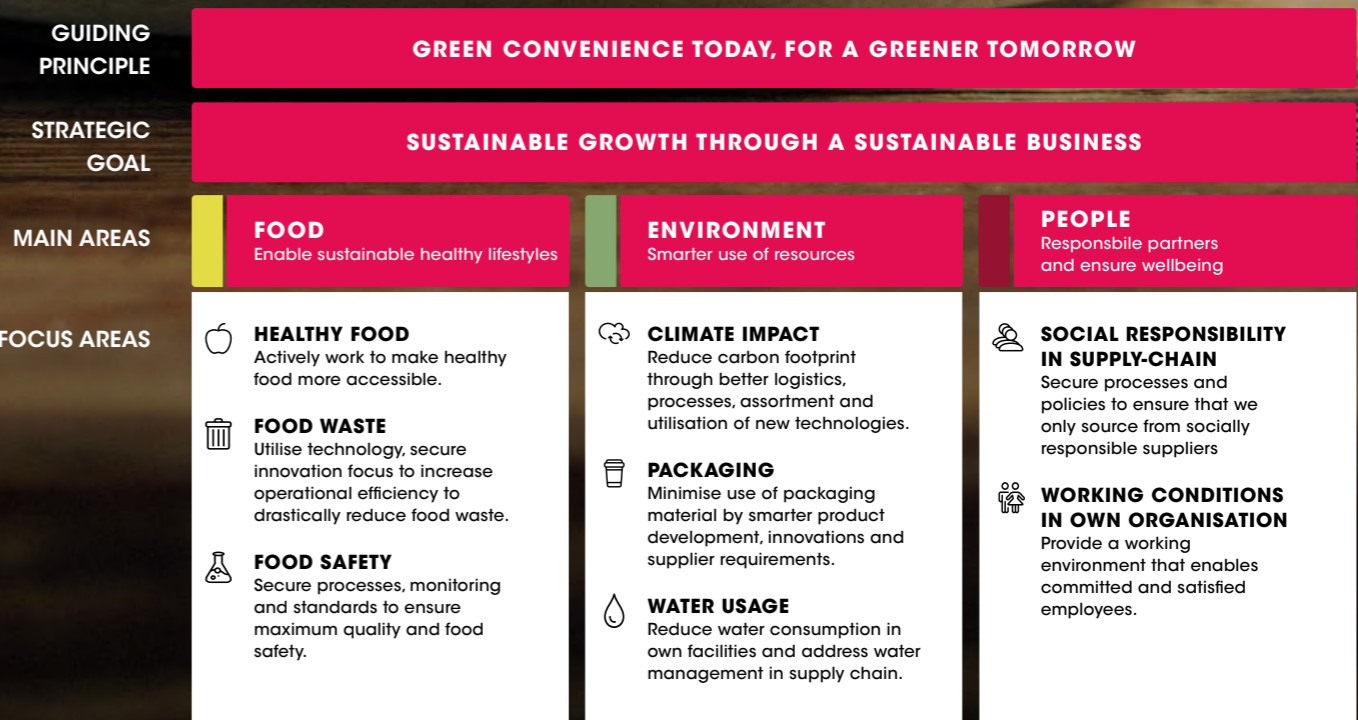 GUIDING
PRINCIPLE
GREEN CONVENIENCE TODAY, FOR A GREENER TOMORROW
STRATEGIC
GOAL
SUSTAINABLE GROWTH THROUGH A SUSTAINABLE BUSINESS
MAIN AREAS
FOOD
Enable sustainable healthy lifestyles
ENVIRONMENT
Smarter use of resources
PEOPLE
Responsbile partners
and ensure wellbeing
FOCUS AREAS
HEALTHY FOOD
Actively work to make healthy
food more accessible.
FOOD WASTE
Utilise technology, secure
innovation focus to increase
operational efficiency to
drastically reduce food waste.
FOOD SAFETY
Secure processes, monitoring
and standards to ensure
maximum quality and food
safety.
CLIMATE IMPACT
Reduce carbon footprint
through better logistics,
processes, assortment and
utilisation of new technologies.
PACKAGING
Minimise use of packaging
material by smarter product
development, innovations and
supplier requirements.
WATER USAGE
Reduce water consumption in
own facilities and address water
management in supply chain.
SOCIAL RESPONSIBILITY
IN SUPPLY-CHAIN
Secure processes and
policies to ensure that we
only source from socially
responsible suppliers
WORKING CONDITIONS
IN OWN ORGANISATION
Provide a working
environment that enables
committed and satisfied
employees.